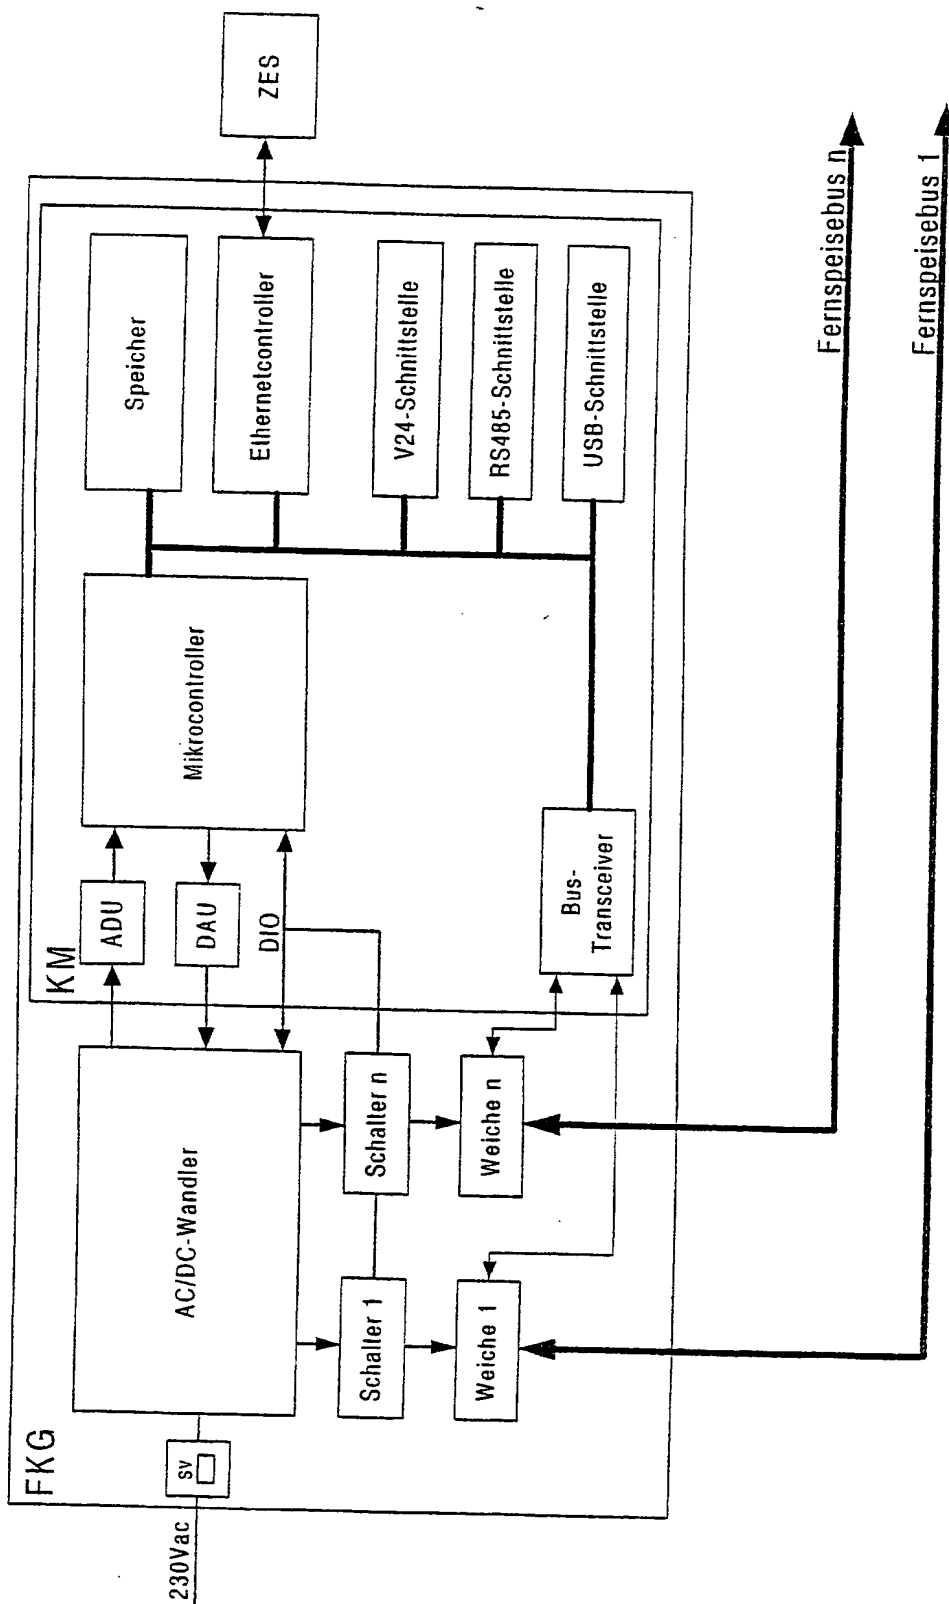 FKG
230Vac
SV
AC/DC-Wandler
Schalter 1
Schalter n
Weiche 1
Weiche n
KM
ADU
DAU
DIO
Mikrocontroller
Bus-
Transceiver
Speicher
Ethernetcontroller
V24-Schnittstelle
RS485-Schnittstelle
USB-Schnittstelle
ZES
Fernspeisebus n
Fernspeisebus 1